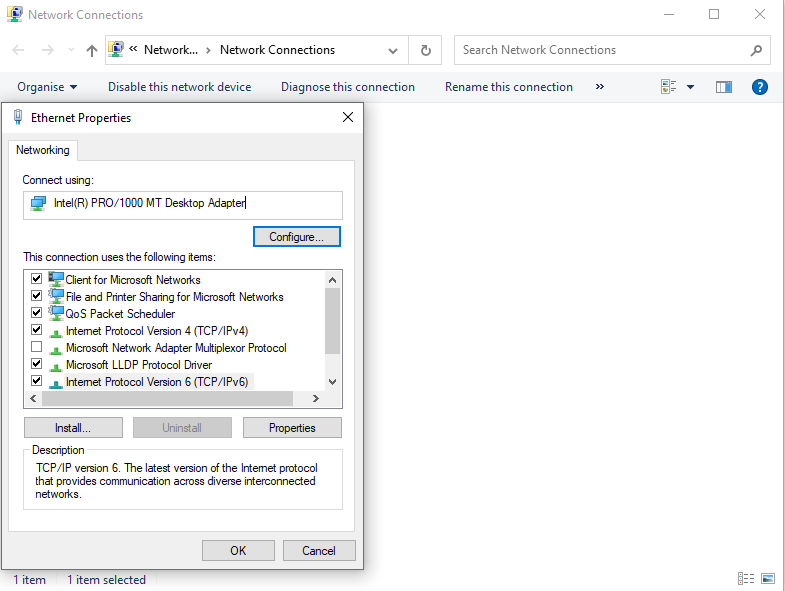 Network Connections
« Network... › Network Connections
Search Network Connections
Organise
Disable this network device
Diagnose this connection
Rename this connection
»
Ethernet Properties
Networking
Connect using:
Intel(R) PRO/1000 MT Desktop Adapter
Configure...
This connection uses the following items:
Client for Microsoft Networks
File and Printer Sharing for Microsoft Networks
QoS Packet Scheduler
Internet Protocol Version 4 (TCP/IPv4)
Microsoft Network Adapter Multiplexor Protocol
Microsoft LLDP Protocol Driver
Internet Protocol Version 6 (TCP/IPv6)
Install...
Uninstall
Properties
Description
TCP/IP version 6. The latest version of the Internet protocol
that provides communication across diverse interconnected
networks.
OK
Cancel
1 item
1 item selected